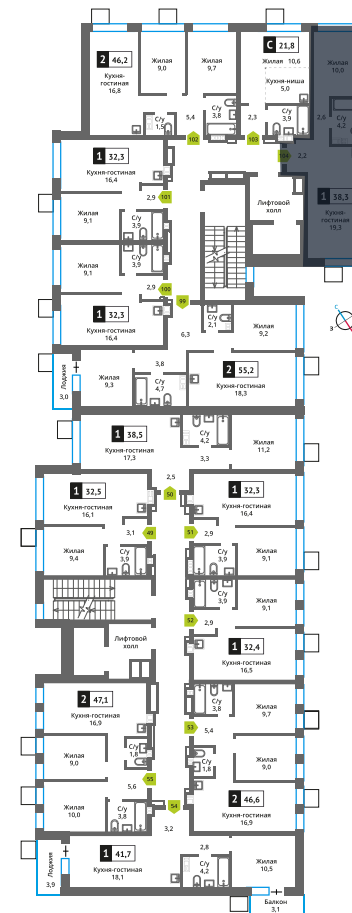 2 46,2
Кухня-
гостиная
16,8
Жилая
9,0
Жилая
9,7
С 21,8
Жилая 10,6
Кухня-ниша
5,0
Жилая
10,0
С/у
1,5
5,4
С/у
3,8
2,3
С/у
3,9
2,6
С/у
4,2
102
103
104
2,2
1 32,3
Кухня-гостиная
16,4
2,9
101
Жилая
9,1
С/у
3,9
Лифтовой
холл
1 38,3
Кухня-
гостиная
19,3
Жилая
9,1
С/у
3,9
2,9
100
99
1 32,3
Кухня-гостиная
16,4
6,3
С/у
2,1
Жилая
9,2
С
З
Лоджия
3,0
Жилая
9,3
3,8
С/у
4,7
2 55,2
Кухня-гостиная
18,3
1 38,5
Кухня-гостиная
17,3
С/у
4,2
3,3
Жилая
11,2
2,5
50
1 32,5
Кухня-гостиная
16,1
1 32,3
Кухня-гостиная
16,4
3,1
49
51
2,9
Жилая
9,4
С/у
3,9
С/у
3,9
Жилая
9,1
С/у
3,9
Жилая
9,1
52
2,9
Лифтовой
холл
1 32,4
Кухня-гостиная
16,5
2 47,1
Кухня-гостиная
16,9
С/у
3,8
Жилая
9,7
53
5,4
Жилая
9,0
С/у
1,8
С/у
1,8
Жилая
9,0
55
5,6
Жилая
10,0
С/у
3,8
54
3,2
2 46,6
Кухня-гостиная
16,9
Лоджия
3,9
1 41,7
Кухня-гостиная
18,1
2,8
С/у
4,2
Жилая
10,5
Балкон
3,1